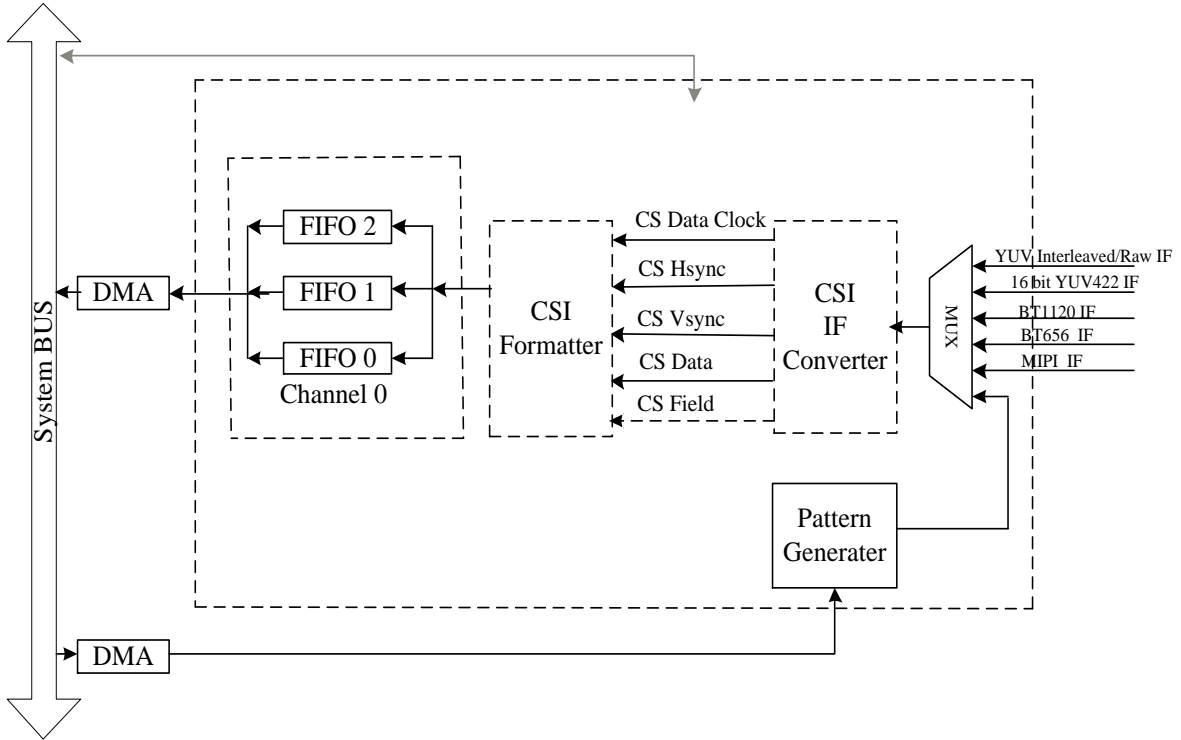 System BUS
DMA
FIFO 2
FIFO 1
FIFO 0
Channel 0
CSI
Formatter
CS Data Clock
CS Hsync
CS Vsync
CS Data
CS Field
CSI
IF
Converter
MUX
YUV Interleaved/Raw IF
16 bit YUV422 IF
BT1120 IF
BT656 IF
MIPI IF
Pattern
Generater
DMA